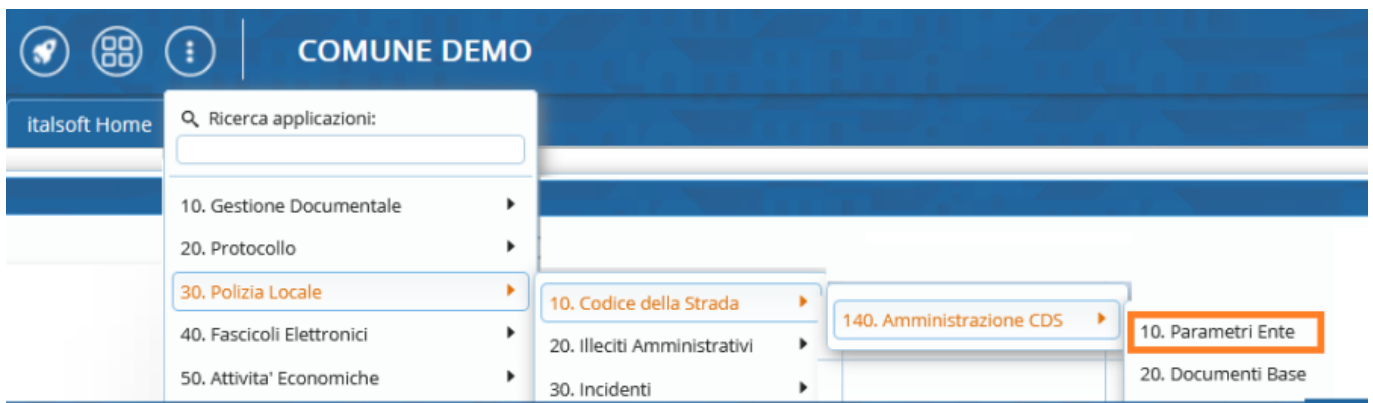 COMUNE DEMO
italsoft Home
Ricerca applicazioni:
10. Gestione Documentale
20. Protocollo
30. Polizia Locale
40. Fascicoli Elettronici
50. Attivita' Economiche
10. Codice della Strada
20. Illeciti Amministrativi
30. Incidenti
140. Amministrazione CDS
10. Parametri Ente
20. Documenti Base